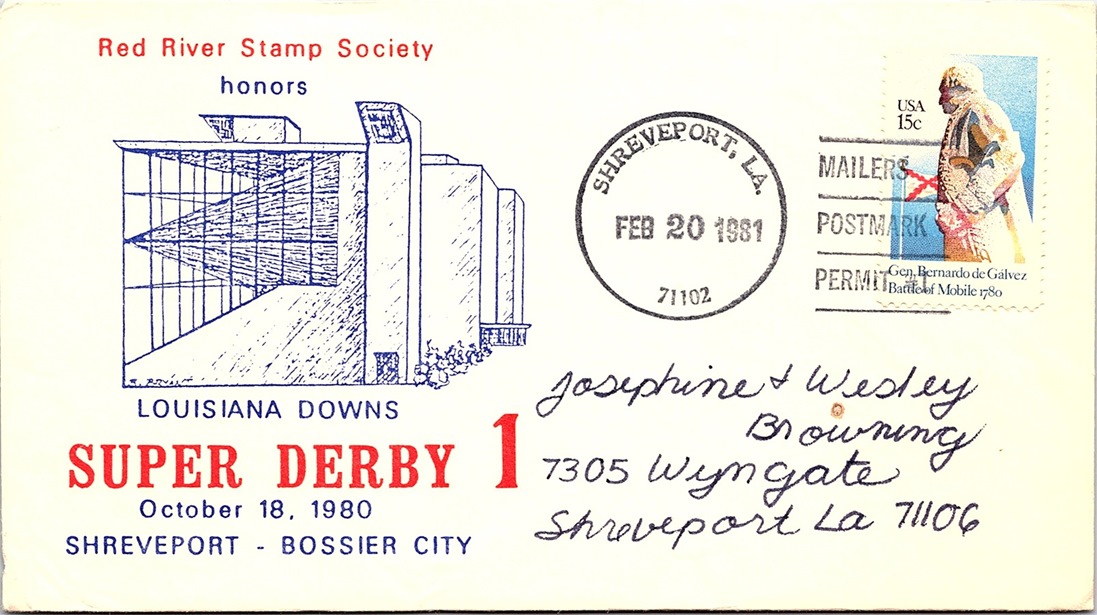 Red River Stamp Society
honors
LOUISIANA DOWNS
SUPER DERBY 1
October 18, 1980
SHREVEPORT - BOSSIER CITY
SHREVEPORT, LA.
FEB 20 1981
71102
MAILERS
POSTMARK
PERMIT #1
USA
15c
Gen. Bernardo de Gálvez
Battle of Mobile 1780
Josephine & Wesley
Browning
7305 Wyngate
Shreveport La 71106